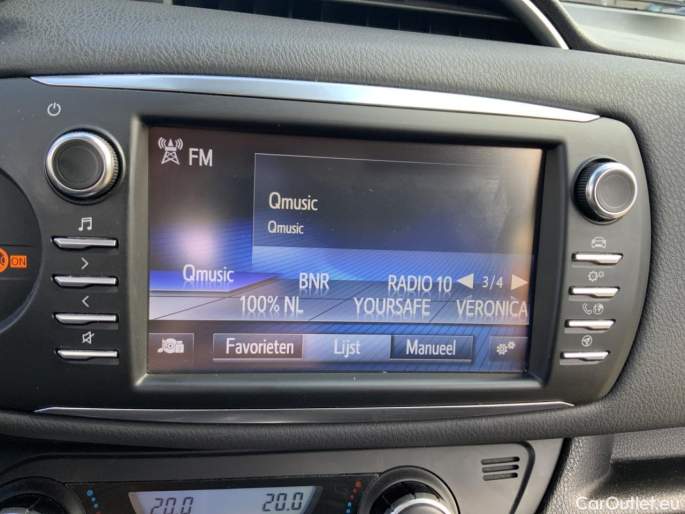 FM
Qmusic
Qmusic
Qmusic BNR RADIO 10 3/4
100% NL YOURSAFE VERONICA
ON
Favorieten Lijst Manueel
20.0 20.0
CarOutlet.eu